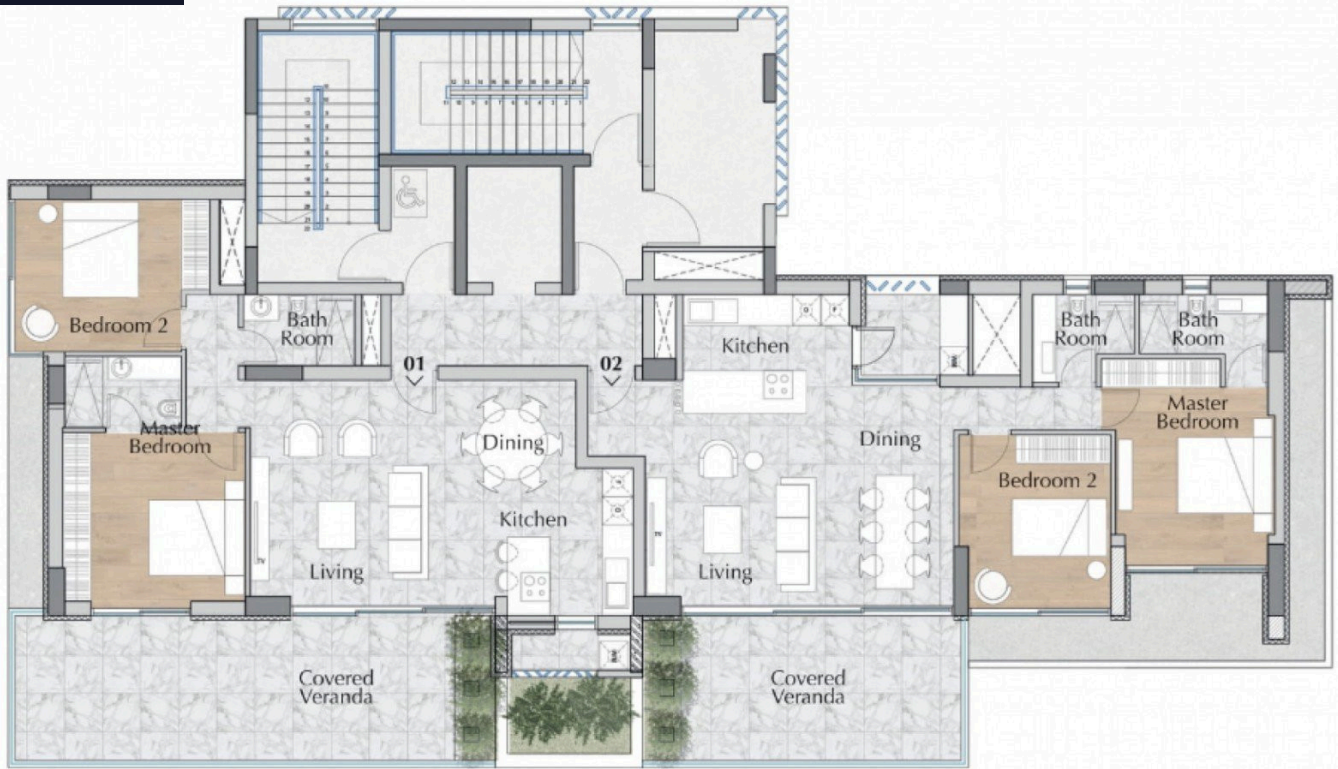 Bedroom 2
Bath
Room
Master
Bedroom
01
02
Living
Dining
Kitchen
Covered
Veranda
Kitchen
Dining
Living
Bath
Room
Bath
Room
Master
Bedroom
Bedroom 2
Covered
Veranda